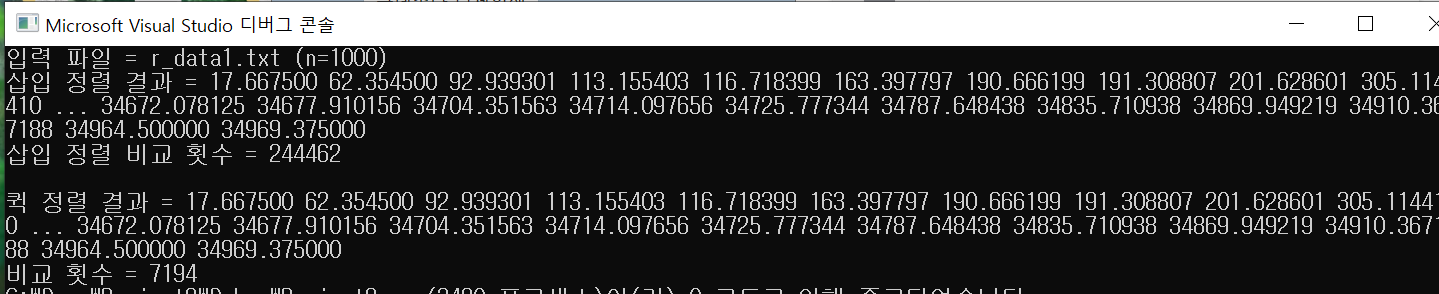 Microsoft Visual Studio 디버그 콘솔
입력 파일 = r_data1.txt (n=1000)
삽입 정렬 결과 = 17.667500 62.354500 92.939301 113.155403 116.718399 163.397797 190.666199 191.308807 201.628601 305.114
410 ... 34672.078125 34677.910156 34704.351563 34714.097656 34725.777344 34787.648438 34835.710938 34869.949219 34910.36
7188 34964.500000 34969.375000
삽입 정렬 비교 횟수 = 244462
퀵 정렬 결과 = 17.667500 62.354500 92.939301 113.155403 116.718399 163.397797 190.666199 191.308807 201.628601 305.11441
0 ... 34672.078125 34677.910156 34704.351563 34714.097656 34725.777344 34787.648438 34835.710938 34869.949219 34910.3671
88 34964.500000 34969.375000
비교 횟수 = 7194